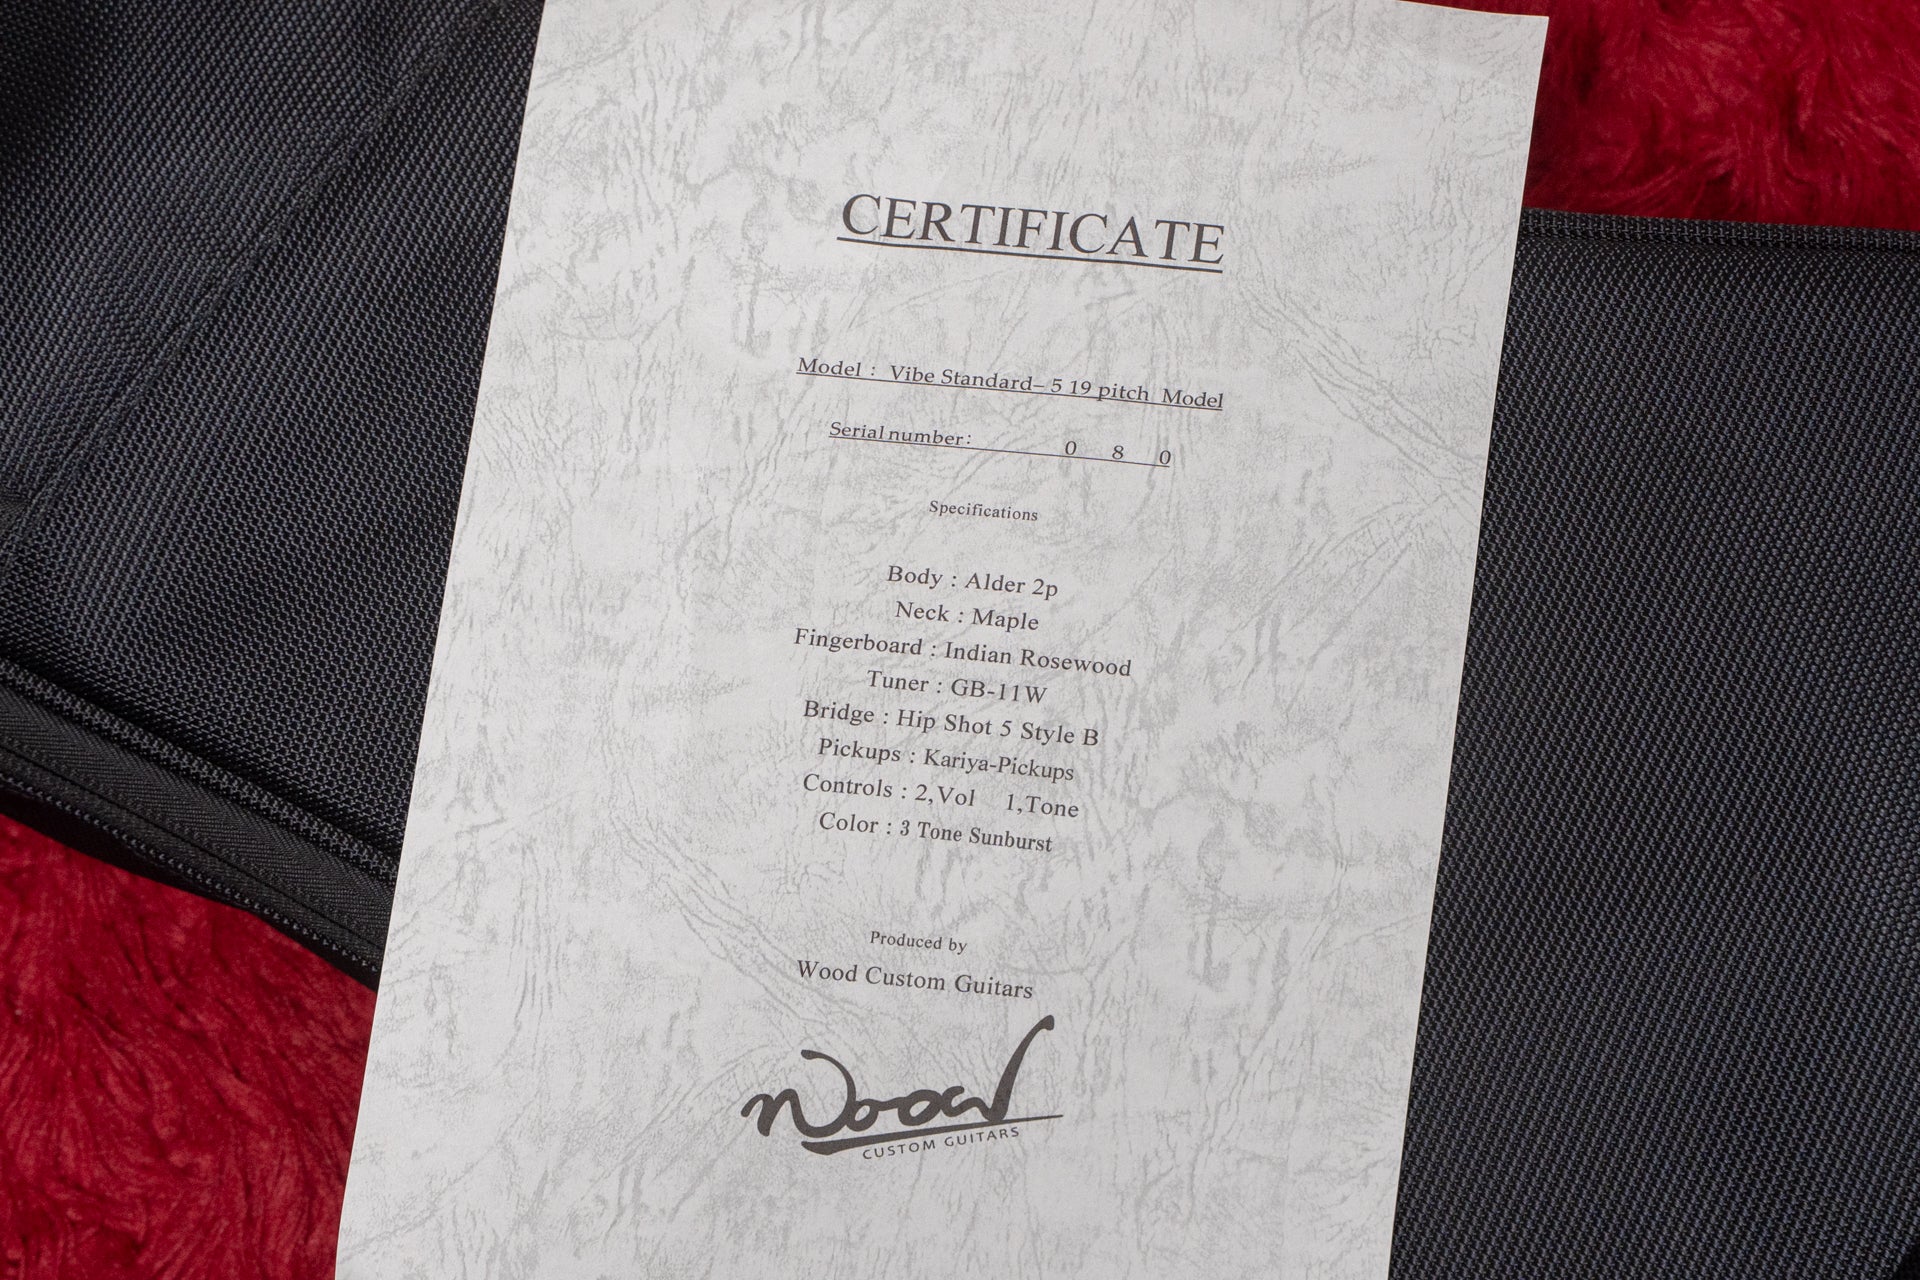 CERTIFICATE
Model : Vibe Standard– 5 19 pitch Model
Serial number: 0 8 0
Specifications
Body : Alder 2p
Neck : Maple
Fingerboard : Indian Rosewood
Tuner : GB-11W
Bridge : Hip Shot 5 Style B
Pickups : Kariya-Pickups
Controls : 2,Vol 1,Tone
Color : 3 Tone Sunburst
Produced by
Wood Custom Guitars
Wood
CUSTOM GUITARS